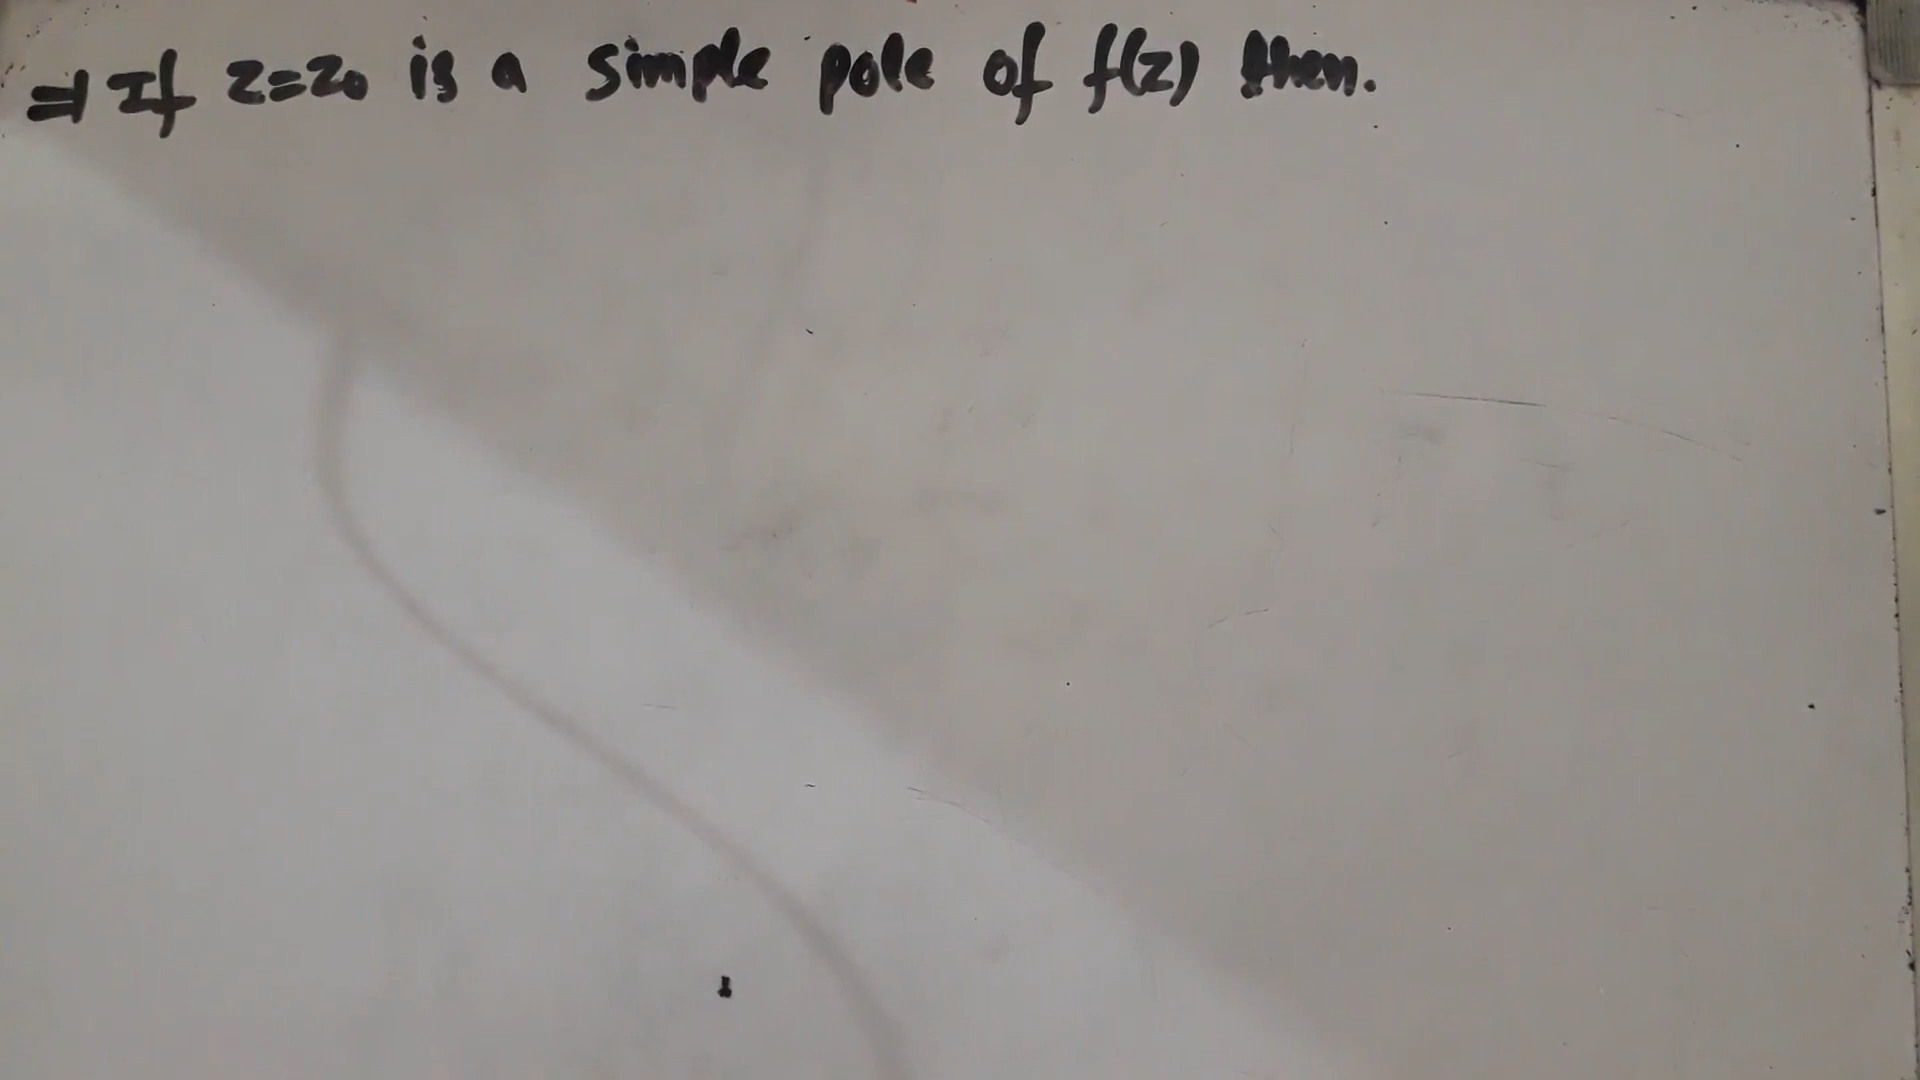 ⇒ If z=z₀ is a simple pole of f(z) then.